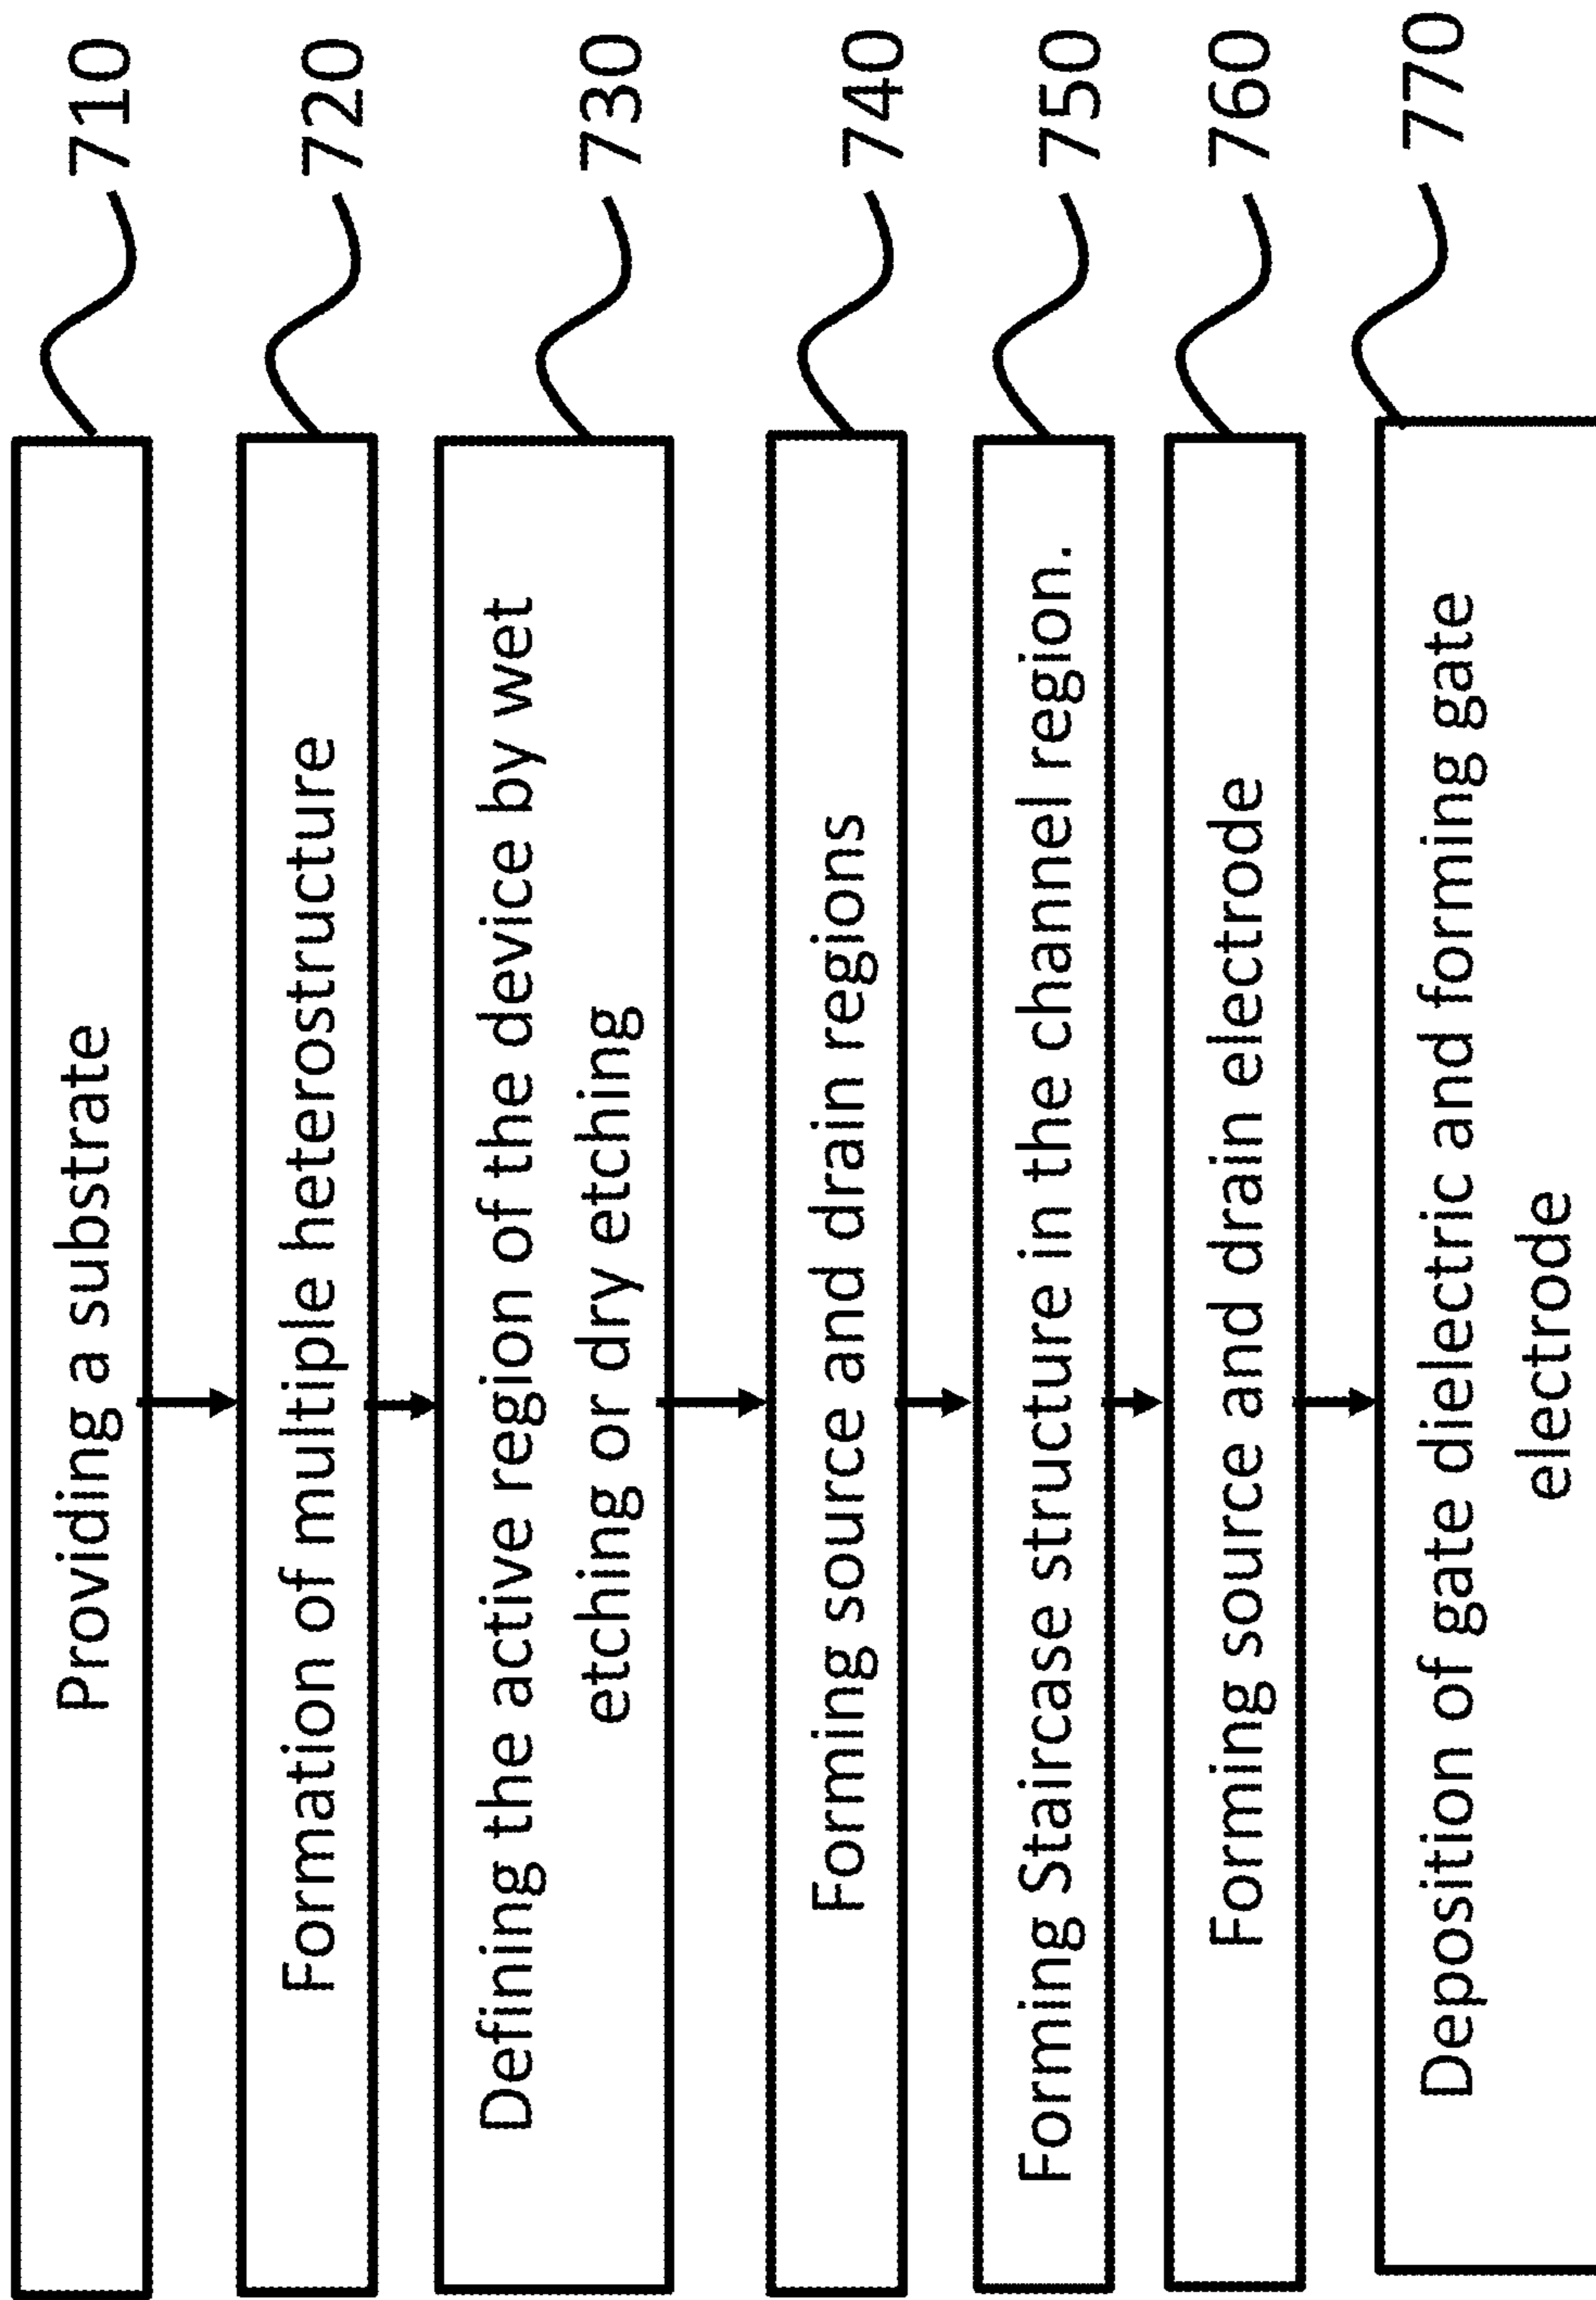 Providing a substrate
710
Formation of multiple heterostructure
720
Defining the active region of the device by wet
etching or dry etching
730
Forming source and drain regions
740
Forming Staircase structure in the channel region.
750
Forming source and drain electrode
760
Deposition of gate dielectric and forming gate
electrode
770